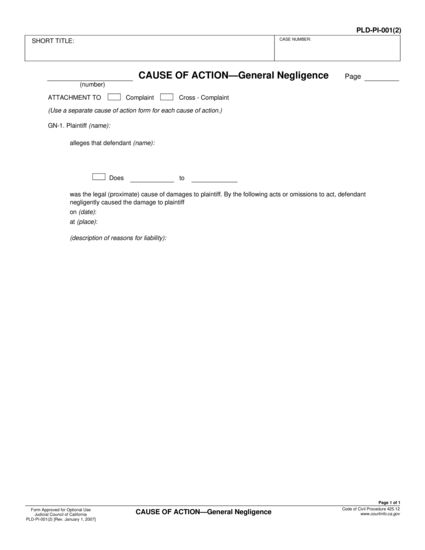 PLD-PI-001(2)
SHORT TITLE:
CASE NUMBER:
CAUSE OF ACTION—General Negligence Page
(number)
ATTACHMENT TO Complaint Cross - Complaint
(Use a separate cause of action form for each cause of action.)
GN-1. Plaintiff (name):
alleges that defendant (name):
Does to
was the legal (proximate) cause of damages to plaintiff. By the following acts or omissions to act, defendant
negligently caused the damage to plaintiff
on (date):
at (place):
(description of reasons for liability):
Page 1 of 1
Form Approved for Optional Use
Judicial Council of California
PLD-PI-001(2) [Rev. January 1, 2007]
CAUSE OF ACTION—General Negligence
Code of Civil Procedure 425.12
www.courtinfo.ca.gov